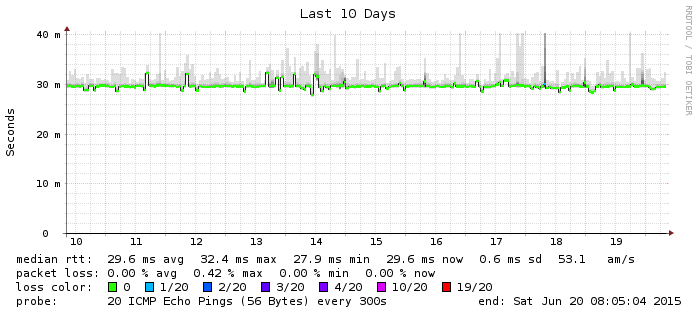 Last 10 Days
RRDTOOL / TOBI OETIKER
Seconds
40 m
30 m
20 m
10 m
0
10 11 12 13 14 15 16 17 18 19
median rtt: 29.6 ms avg 32.4 ms max 27.9 ms min 29.6 ms now 0.6 ms sd 53.1 am/s
packet loss: 0.00 % avg 0.42 % max 0.00 % min 0.00 % now
loss color: 0 1/20 2/20 3/20 4/20 10/20 19/20
probe: 20 ICMP Echo Pings (56 Bytes) every 300s end: Sat Jun 20 08:05:04 2015